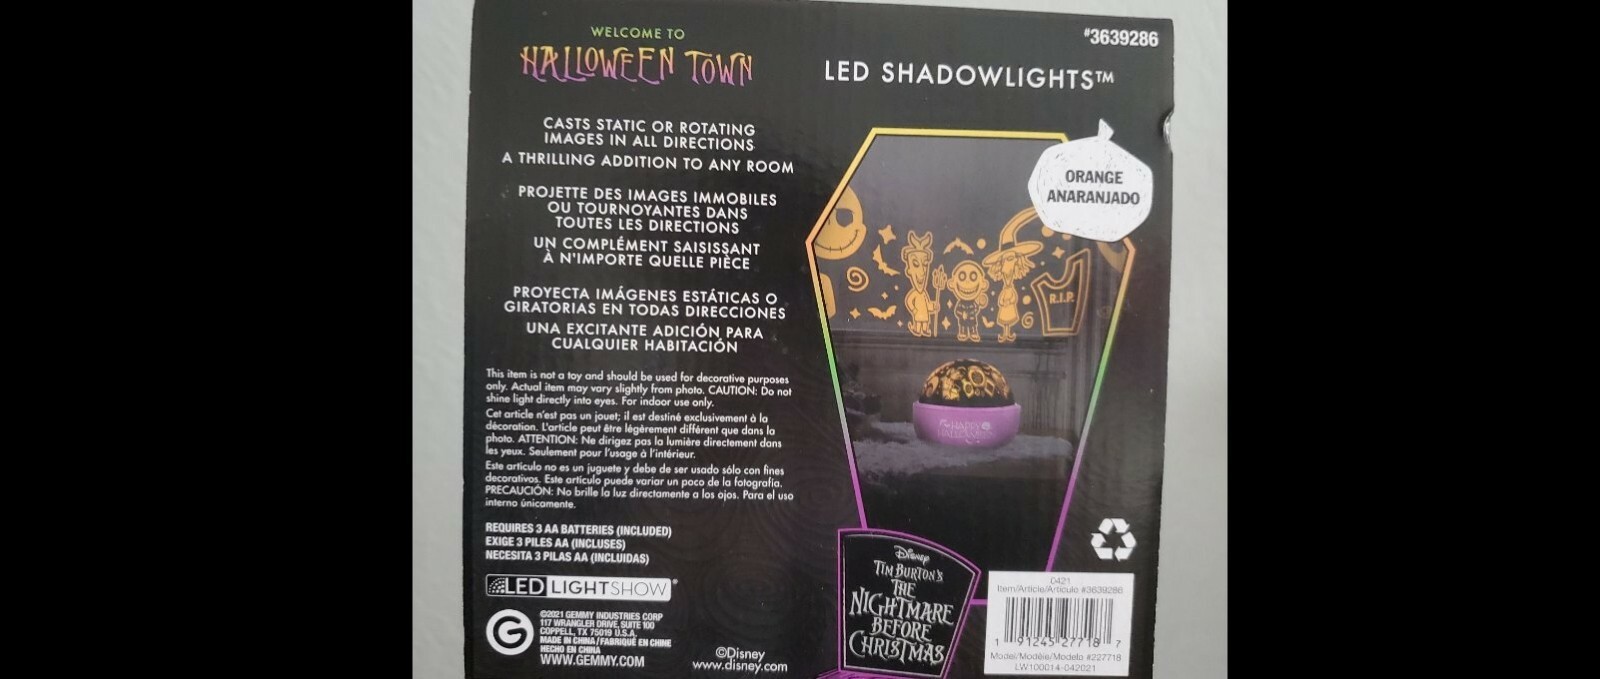 WELCOME TO
HALLOWEEN TOWN
#3639286
LED SHADOWLIGHTS™
CASTS STATIC OR ROTATING
IMAGES IN ALL DIRECTIONS
A THRILLING ADDITION TO ANY ROOM
PROJETTE DES IMAGES IMMOBILES
OU TOURNOYANTES DANS
TOUTES LES DIRECTIONS
UN COMPLÉMENT SAISISSANT
À N'IMPORTE QUELLE PIÈCE
PROYECTA IMÁGENES ESTÁTICAS O
GIRATORIAS EN TODAS DIRECCIONES
UNA EXCITANTE ADICIÓN PARA
CUALQUIER HABITACIÓN
This item is not a toy and should be used for decorative purposes
only. Actual item may vary slightly from photo. CAUTION: Do not
shine light directly into eyes. For indoor use only.
Cet article n'est pas un jouet; il est destiné exclusivement à la
décoration. L'article peut être légèrement différent que dans la
photo. ATTENTION: Ne dirigez pas la lumière directement dans
les yeux. Seulement pour l'usage à l'intérieur.
Este artículo no es un juguete y debe de ser usado sólo con fines
decorativos. Este artículo puede variar un poco de la fotografía.
PRECAUCIÓN: No brille la luz directamente a los ojos. Para el uso
interno únicamente.
REQUIRES 3 AA BATTERIES (INCLUDED)
EXIGE 3 PILES AA (INCLUSES)
NECESITA 3 PILAS AA (INCLUIDAS)
LED LIGHTSHOW®
G
©2021 GEMMY INDUSTRIES CORP
117 WRANGLER DRIVE, SUITE 100
COPPELL, TX 75019 U.S.A.
MADE IN CHINA / FABRIQUÉ EN CHINE
HECHO EN CHINA
WWW.GEMMY.COM
©Disney
www.disney.com
ORANGE
ANARANJADO
R.I.P.
HAPPY
HALLOWEEN
Disney
TIM BURTON'S
THE
NIGHTMARE
BEFORE
CHRISTMAS
0421
Item/Article/Artículo #3639286
1 91245 27718 7
Model/Modèle/Modelo #227718
LW100014-042021